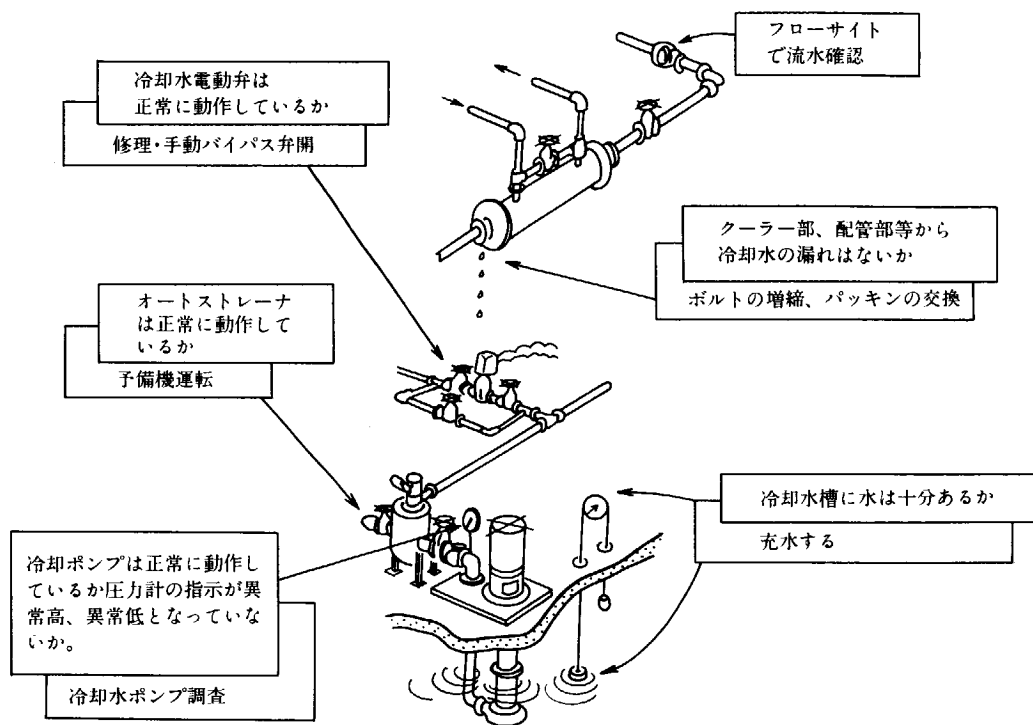 フローサイト
で流水確認
冷却水電動弁は
正常に動作しているか
修理・手動バイパス弁開
クーラー部、配管部等から
冷却水の漏れはないか
ボルトの増締、パッキンの交換
オートストレーナ
は正常に動作して
いるか
予備機運転
冷却水槽に水は十分あるか
充水する
冷却ポンプは正常に動作し
ているか圧力計の指示が異
常高、異常低となっていな
いか。
冷却水ポンプ調査